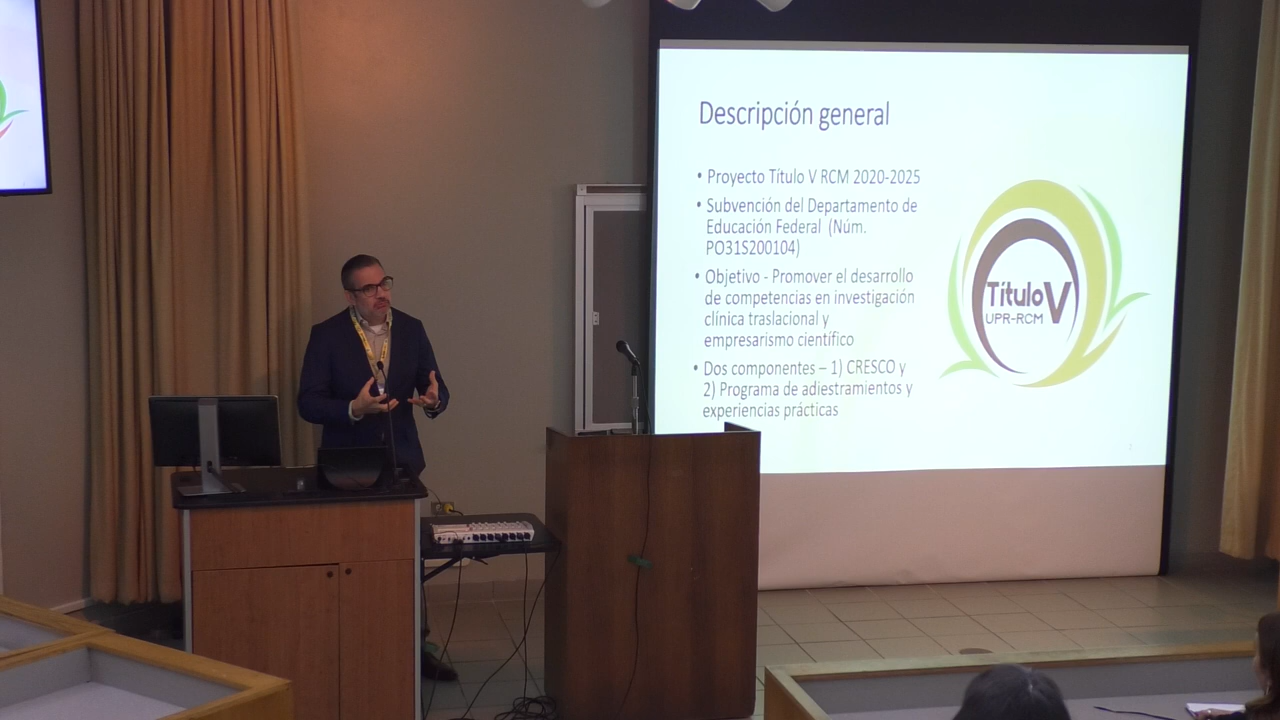 Descripción general
• Proyecto Título V RCM 2020-2025
• Subvención del Departamento de
Educación Federal (Núm.
PO31S200104)
• Objetivo - Promover el desarrollo
de competencias en investigación
clínica traslacional y
empresarismo científico
• Dos componentes – 1) CRESCO y
2) Programa de adiestramientos y
experiencias prácticas
Título V
UPR-RCM